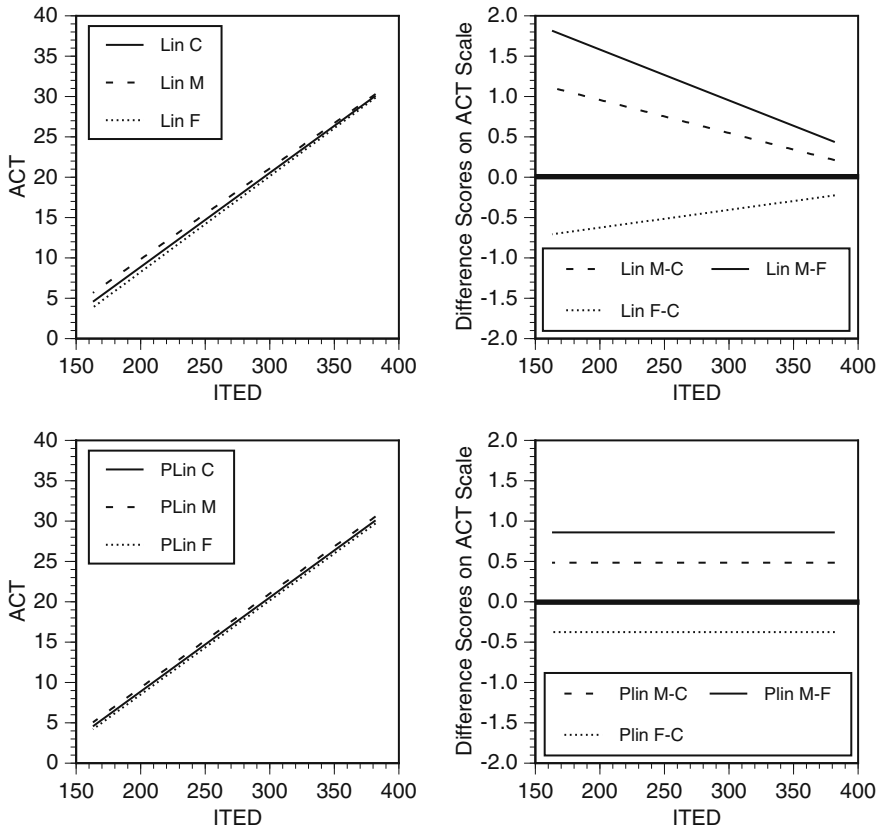 40
35
30
25
20
15
10
5
0
ACT
Lin C
Lin M
Lin F
150 200 250 300 350 400
ITED
2.0
1.5
1.0
0.5
0.0
-0.5
-1.0
-1.5
-2.0
Difference Scores on ACT Scale
Lin M-C Lin M-F
Lin F-C
150 200 250 300 350 400
ITED
40
35
30
25
20
15
10
5
0
ACT
PLin C
PLin M
PLin F
150 200 250 300 350 400
ITED
2.0
1.5
1.0
0.5
0.0
-0.5
-1.0
-1.5
-2.0
Difference Scores on ACT Scale
Plin M-C Plin M-F
Plin F-C
150 200 250 300 350 400
ITED